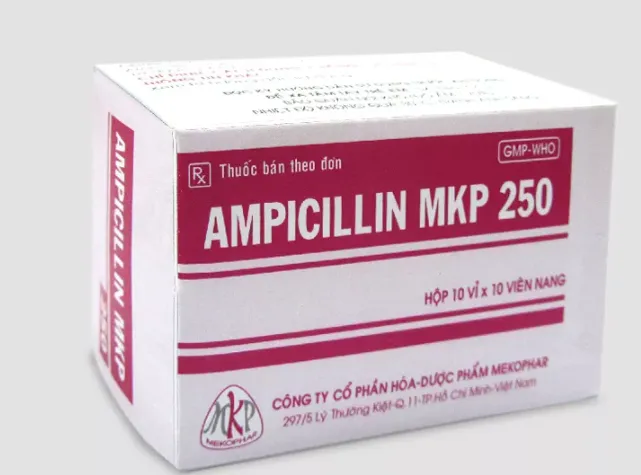 Rx Thuốc bán theo đơn
GMP-WHO
AMPICILLIN MKP 250
HỘP 10 VỈ x 10 VIÊN NANG
MKP
MEKOPHAR
CÔNG TY CỔ PHẦN HÓA-DƯỢC PHẨM MEKOPHAR
297/5 Lý Thường Kiệt-Q.11-TP.Hồ Chí Minh-Việt Nam
AMPICILLIN MKP
250